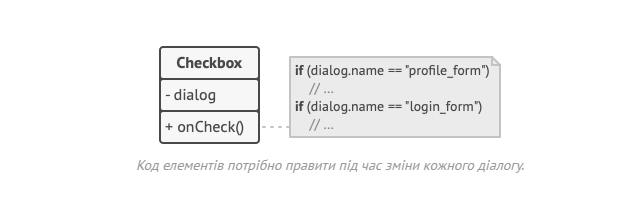 Checkbox
- dialog
+ onCheck()
if (dialog.name == "profile_form")
// ...
if (dialog.name == "login_form")
// ...
Код елементів потрібно правити під час зміни кожного діалогу.